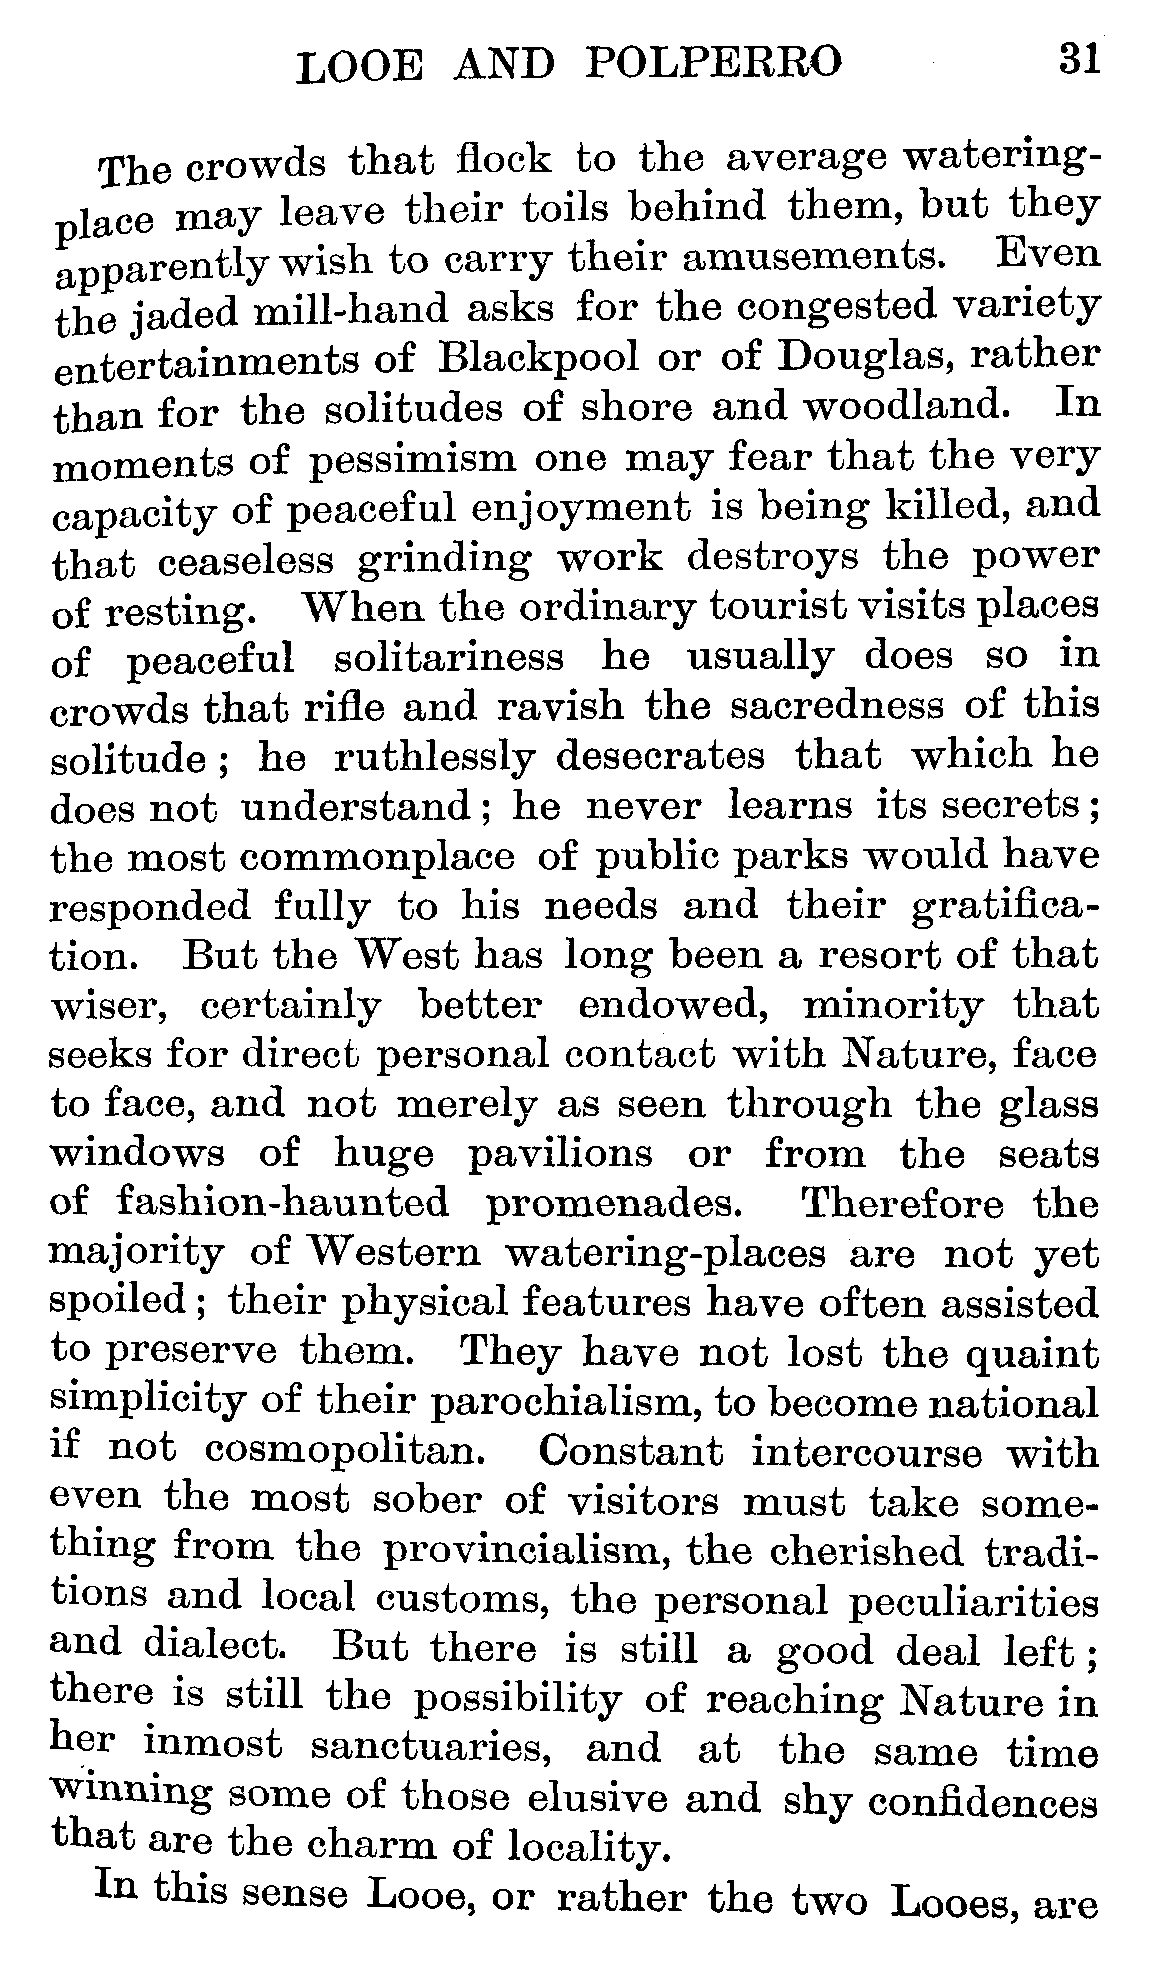 LOOE AND POLPERRO 31
The crowds that flock to the average watering-
place may leave their toils behind them, but they
apparently wish to carry their amusements. Even
the jaded mill-hand asks for the congested variety
entertainments of Blackpool or of Douglas, rather
than for the solitudes of shore and woodland. In
moments of pessimism one may fear that the very
capacity of peaceful enjoyment is being killed, and
that ceaseless grinding work destroys the power
of resting. When the ordinary tourist visits places
of peaceful solitariness he usually does so in
crowds that rifle and ravish the sacredness of this
solitude; he ruthlessly desecrates that which he
does not understand; he never learns its secrets;
the most commonplace of public parks would have
responded fully to his needs and their gratifica-
tion. But the West has long been a resort of that
wiser, certainly better endowed, minority that
seeks for direct personal contact with Nature, face
to face, and not merely as seen through the glass
windows of huge pavilions or from the seats
of fashion-haunted promenades. Therefore the
majority of Western watering-places are not yet
spoiled; their physical features have often assisted
to preserve them. They have not lost the quaint
simplicity of their parochialism, to become national
if not cosmopolitan. Constant intercourse with
even the most sober of visitors must take some-
thing from the provincialism, the cherished tradi-
tions and local customs, the personal peculiarities
and dialect. But there is still a good deal left;
there is still the possibility of reaching Nature in
her inmost sanctuaries, and at the same time
winning some of those elusive and shy confidences
that are the charm of locality.
In this sense Looe, or rather the two Looes, are